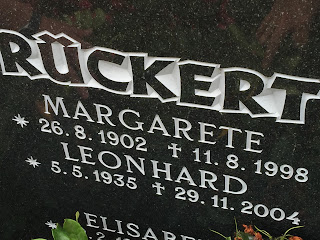 RÜCKERT
MARGARETE
* 26.8.1902 † 11.8.1998
LEONHARD
* 5.5.1935 † 29.11.2004